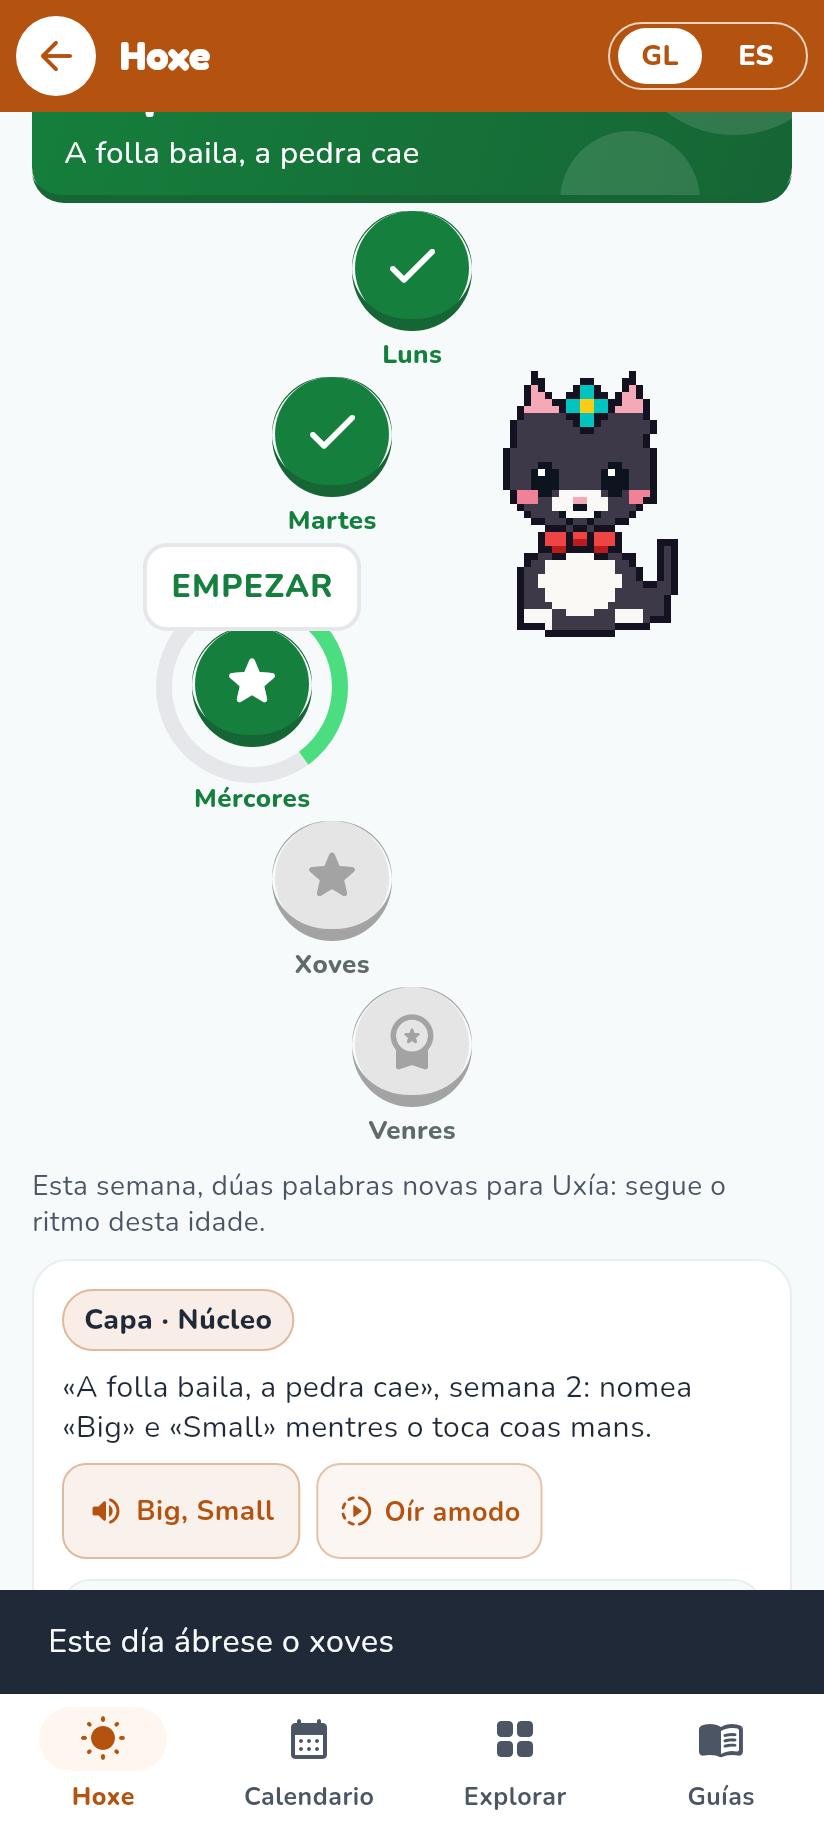 Hoxe
GL
ES
A folla baila, a pedra cae
Luns
Martes
EMPEZAR
Mércores
Xoves
Venres
Esta semana, dúas palabras novas para Uxía: segue o
ritmo desta idade.
Capa · Núcleo
«A folla baila, a pedra cae», semana 2: nomea
«Big» e «Small» mentres o toca coas mans.
Big, Small
Oír amodo
Este día ábrese o xoves
Hoxe
Calendario
Explorar
Guías